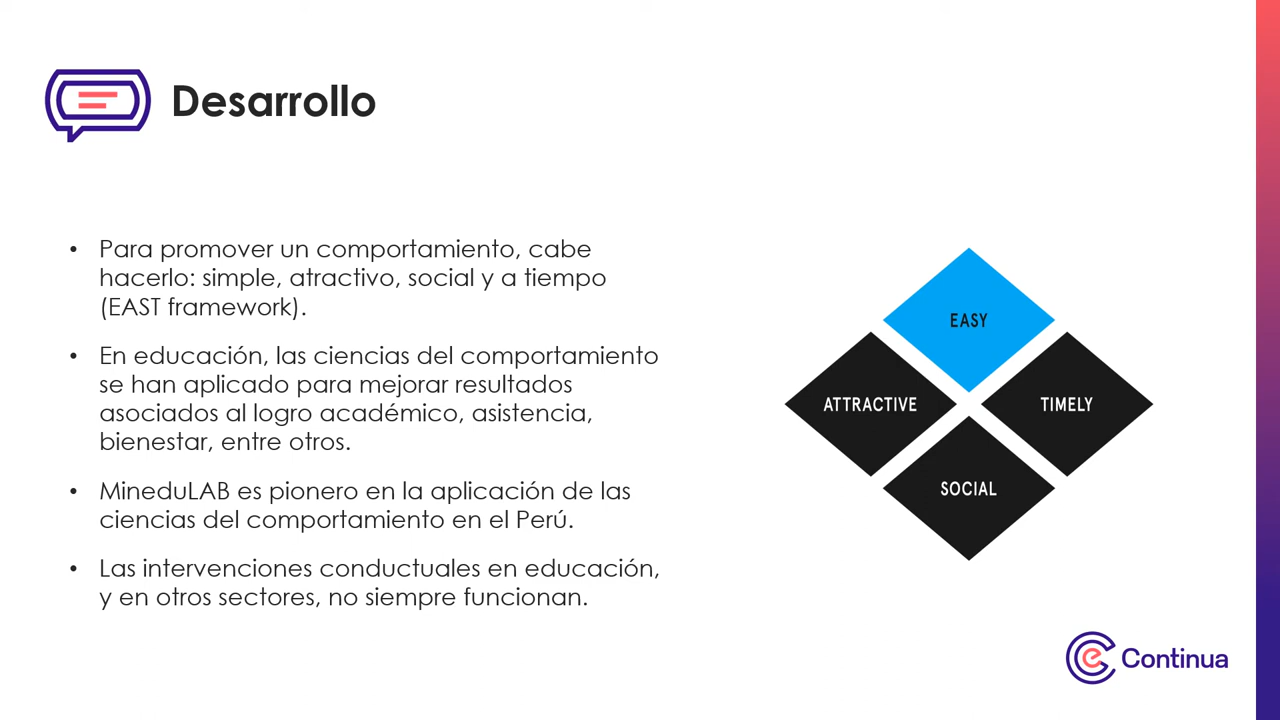 Desarrollo
• Para promover un comportamiento, cabe
hacerlo: simple, atractivo, social y a tiempo
(EAST framework).
• En educación, las ciencias del comportamiento
se han aplicado para mejorar resultados
asociados al logro académico, asistencia,
bienestar, entre otros.
• MineduLAB es pionero en la aplicación de las
ciencias del comportamiento en el Perú.
• Las intervenciones conductuales en educación,
y en otros sectores, no siempre funcionan.
EASY
ATTRACTIVE
TIMELY
SOCIAL
e Continua